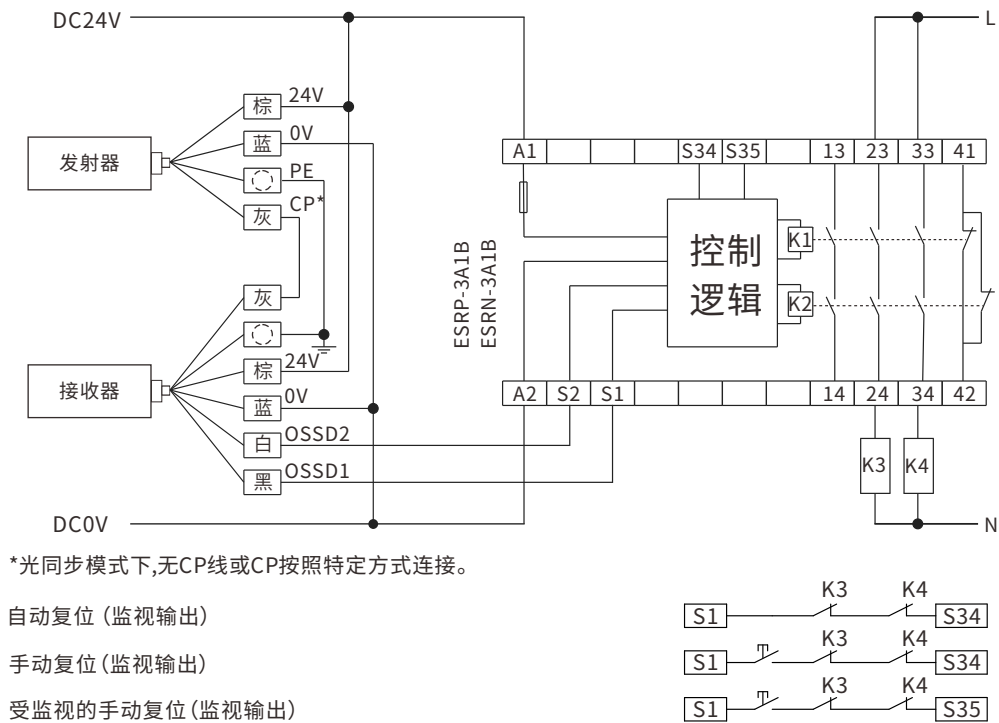 DC24V
L
棕 24V
蓝 0V
发射器
PE
灰 CP*
A1 S34 S35 13 23 33 41
ESRP-3A1B
ESRN-3A1B
控制
逻辑
K1
K2
灰
接收器
棕 24V
蓝 0V
白 OSSD2
黑 OSSD1
A2 S2 S1 14 24 34 42
K3 K4
DC0V
N
*光同步模式下,无CP线或CP按照特定方式连接。
自动复位(监视输出)
S1 K3 K4 S34
手动复位(监视输出)
S1 K3 K4 S34
受监视的手动复位(监视输出)
S1 K3 K4 S35